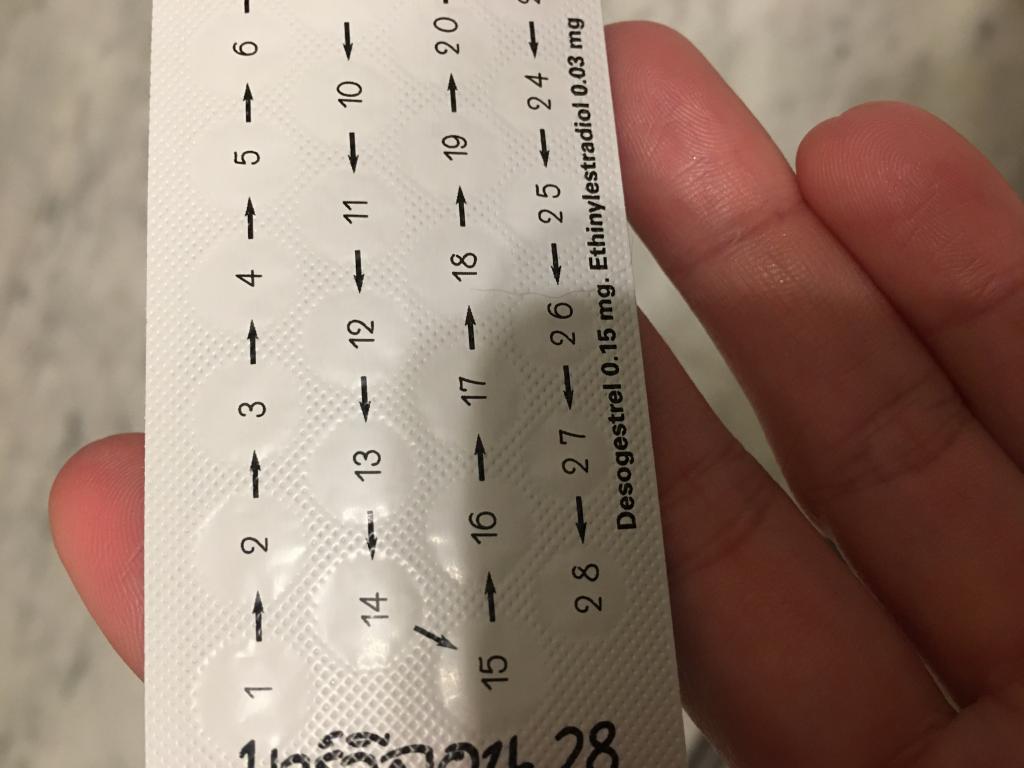 1 → 2 → 3 → 4 → 5 → 6
14 ← 13 ← 12 ← 11 ← 10 ←
15 → 16 → 17 → 18 → 19 → 20
28 ← 27 ← 26 ← 25 ← 24 ←
Desogestrel 0.15 mg. Ethinylestradiol 0.03 mg
28